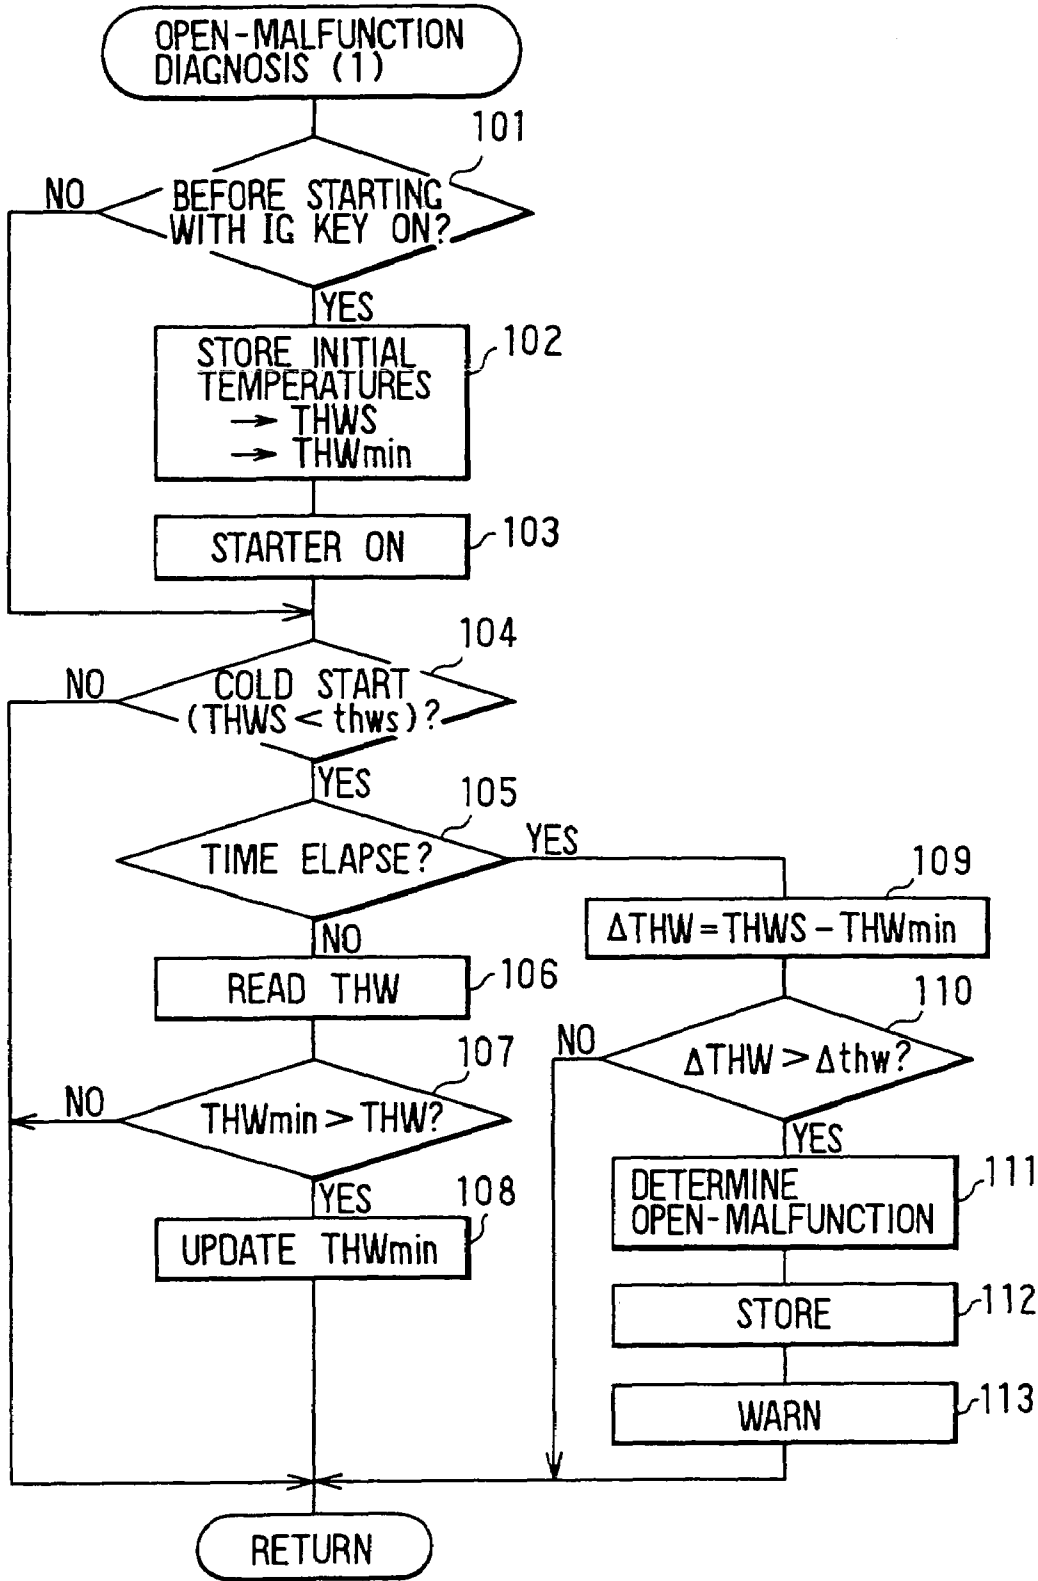 OPEN-MALFUNCTION
DIAGNOSIS (1)
101
NO
BEFORE STARTING
WITH IG KEY ON?
YES
102
STORE INITIAL
TEMPERATURES
→ THWS
→ THWmin
103
STARTER ON
104
NO
COLD START
(THWS < thws)?
YES
105
TIME ELAPSE?
YES
NO
109
ΔTHW = THWS - THWmin
106
READ THW
110
NO
ΔTHW > Δthw?
YES
107
NO
THWmin > THW?
YES
108
UPDATE THWmin
111
DETERMINE
OPEN-MALFUNCTION
112
STORE
113
WARN
RETURN